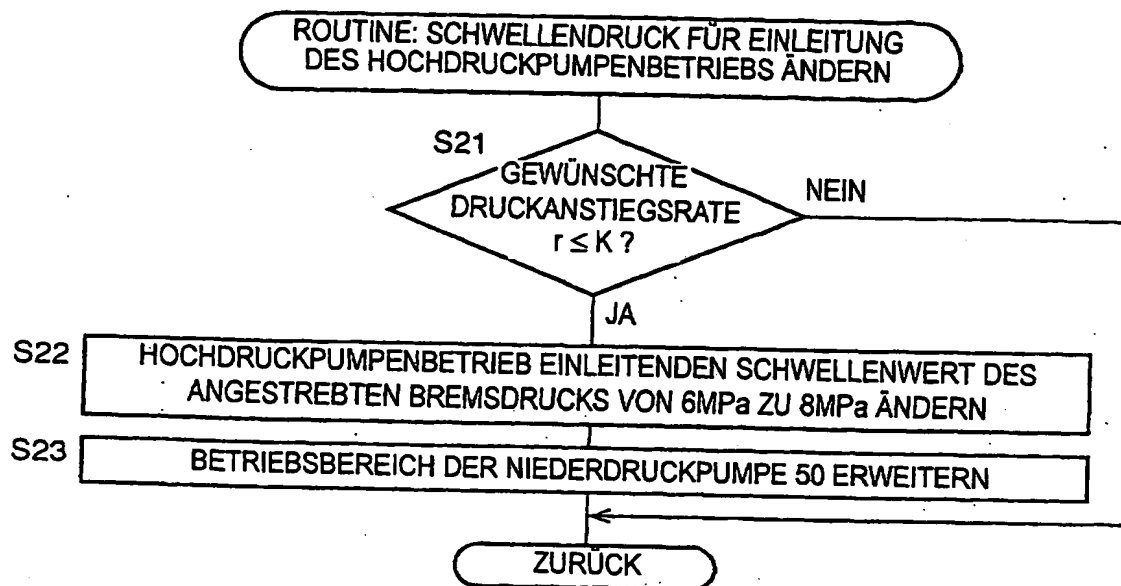 ROUTINE: SCHWELLENDRUCK FÜR EINLEITUNG
DES HOCHDRUCKPUMPENBETRIEBS ÄNDERN
S21
GEWÜNSCHTE
DRUCKANSTIEGSRATE
r ≤ K ?
NEIN
JA
S22
HOCHDRUCKPUMPENBETRIEB EINLEITENDEN SCHWELLENWERT DES
ANGESTREBTEN BREMSDRUCKS VON 6MPa ZU 8MPa ÄNDERN
S23
BETRIEBSBEREICH DER NIEDERDRUCKPUMPE 50 ERWEITERN
ZURÜCK